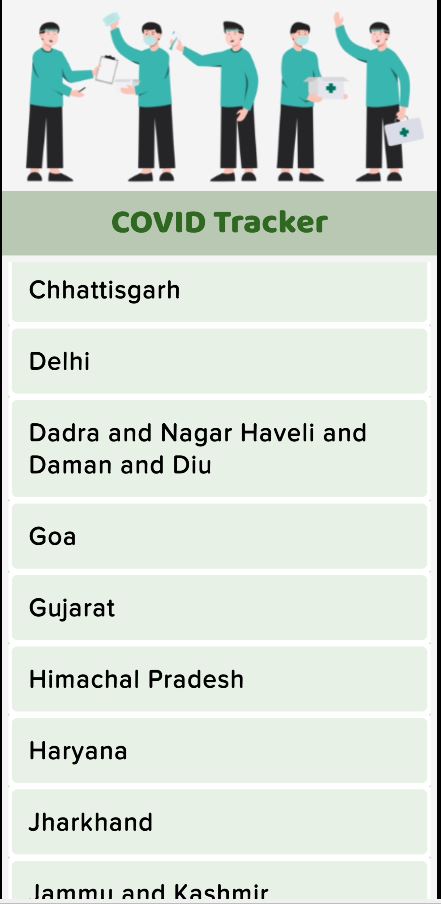 COVID Tracker
Chhattisgarh
Delhi
Dadra and Nagar Haveli and
Daman and Diu
Goa
Gujarat
Himachal Pradesh
Haryana
Jharkhand
Jammu and Kashmir